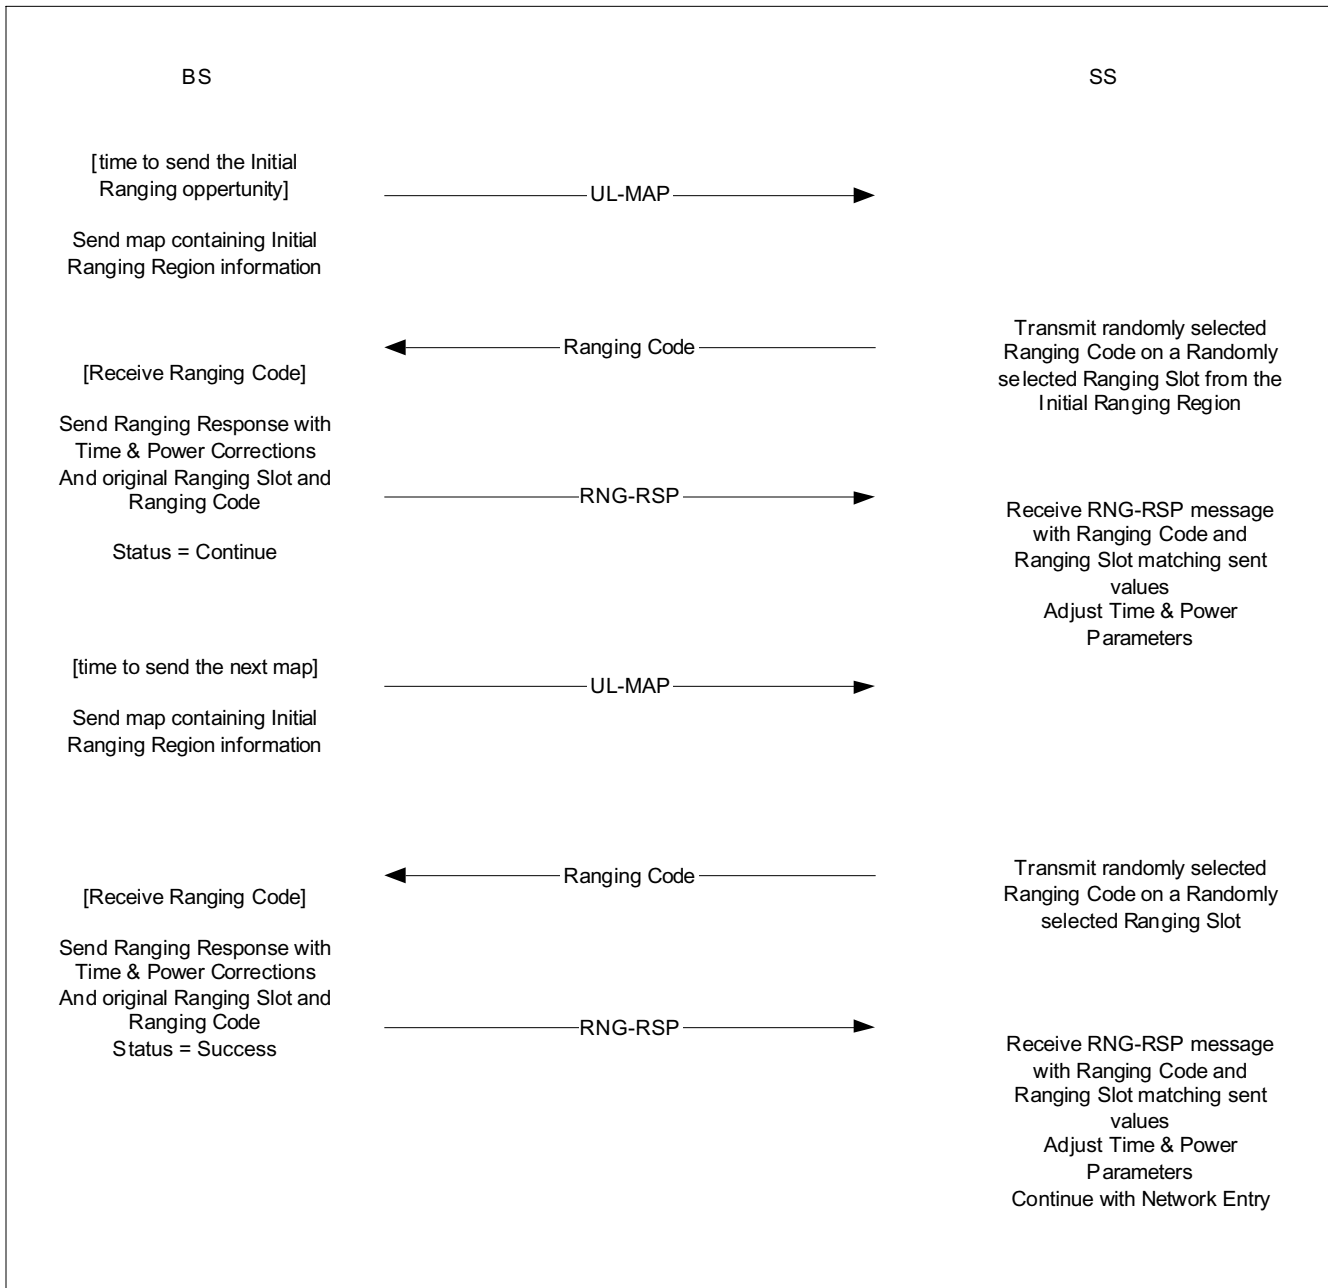 BS
SS
[time to send the Initial
Ranging oppertunity]
UL-MAP
Send map containing Initial
Ranging Region information
Ranging Code
Transmit randomly selected
Ranging Code on a Randomly
selected Ranging Slot from the
Initial Ranging Region
[Receive Ranging Code]
Send Ranging Response with
Time & Power Corrections
And original Ranging Slot and
Ranging Code
RNG-RSP
Status = Continue
Receive RNG-RSP message
with Ranging Code and
Ranging Slot matching sent
values
Adjust Time & Power
Parameters
[time to send the next map]
UL-MAP
Send map containing Initial
Ranging Region information
Ranging Code
Transmit randomly selected
Ranging Code on a Randomly
selected Ranging Slot
[Receive Ranging Code]
Send Ranging Response with
Time & Power Corrections
And original Ranging Slot and
Ranging Code
Status = Success
RNG-RSP
Receive RNG-RSP message
with Ranging Code and
Ranging Slot matching sent
values
Adjust Time & Power
Parameters
Continue with Network Entry